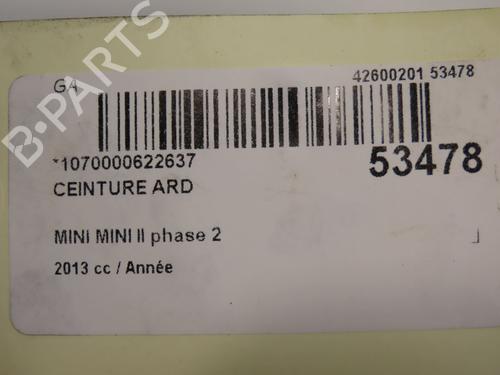 GA
42600201 53478
*1070000622637
53478
CEINTURE ARD
MINI MINI II phase 2
2013 cc / Année
B-PARTS